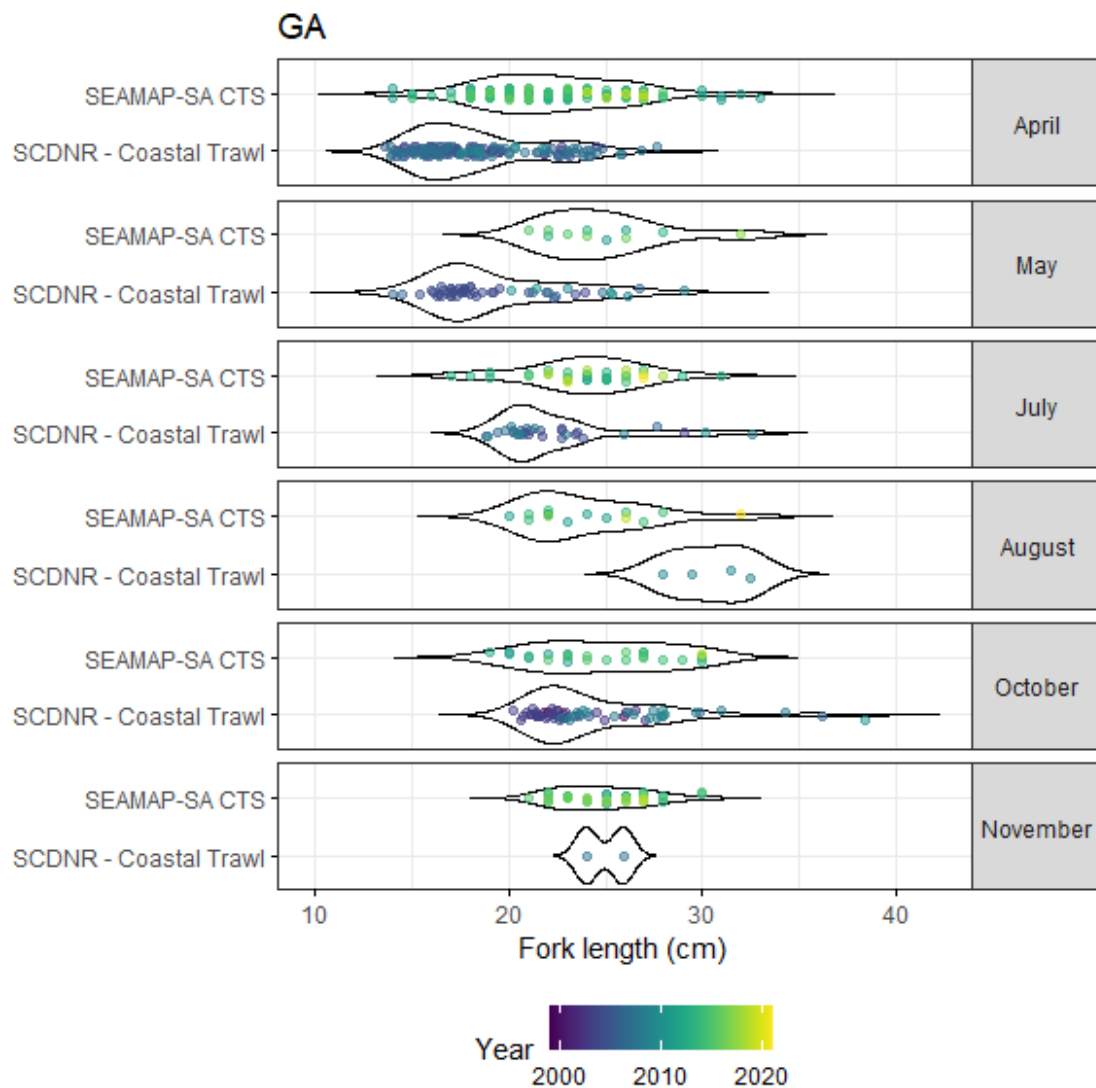 GA
SEAMAP-SA CTS
SCDNR - Coastal Trawl
April
SEAMAP-SA CTS
SCDNR - Coastal Trawl
May
SEAMAP-SA CTS
SCDNR - Coastal Trawl
July
SEAMAP-SA CTS
SCDNR - Coastal Trawl
August
SEAMAP-SA CTS
SCDNR - Coastal Trawl
October
SEAMAP-SA CTS
SCDNR - Coastal Trawl
November
10 20 30 40
Fork length (cm)
Year
2000 2010 2020